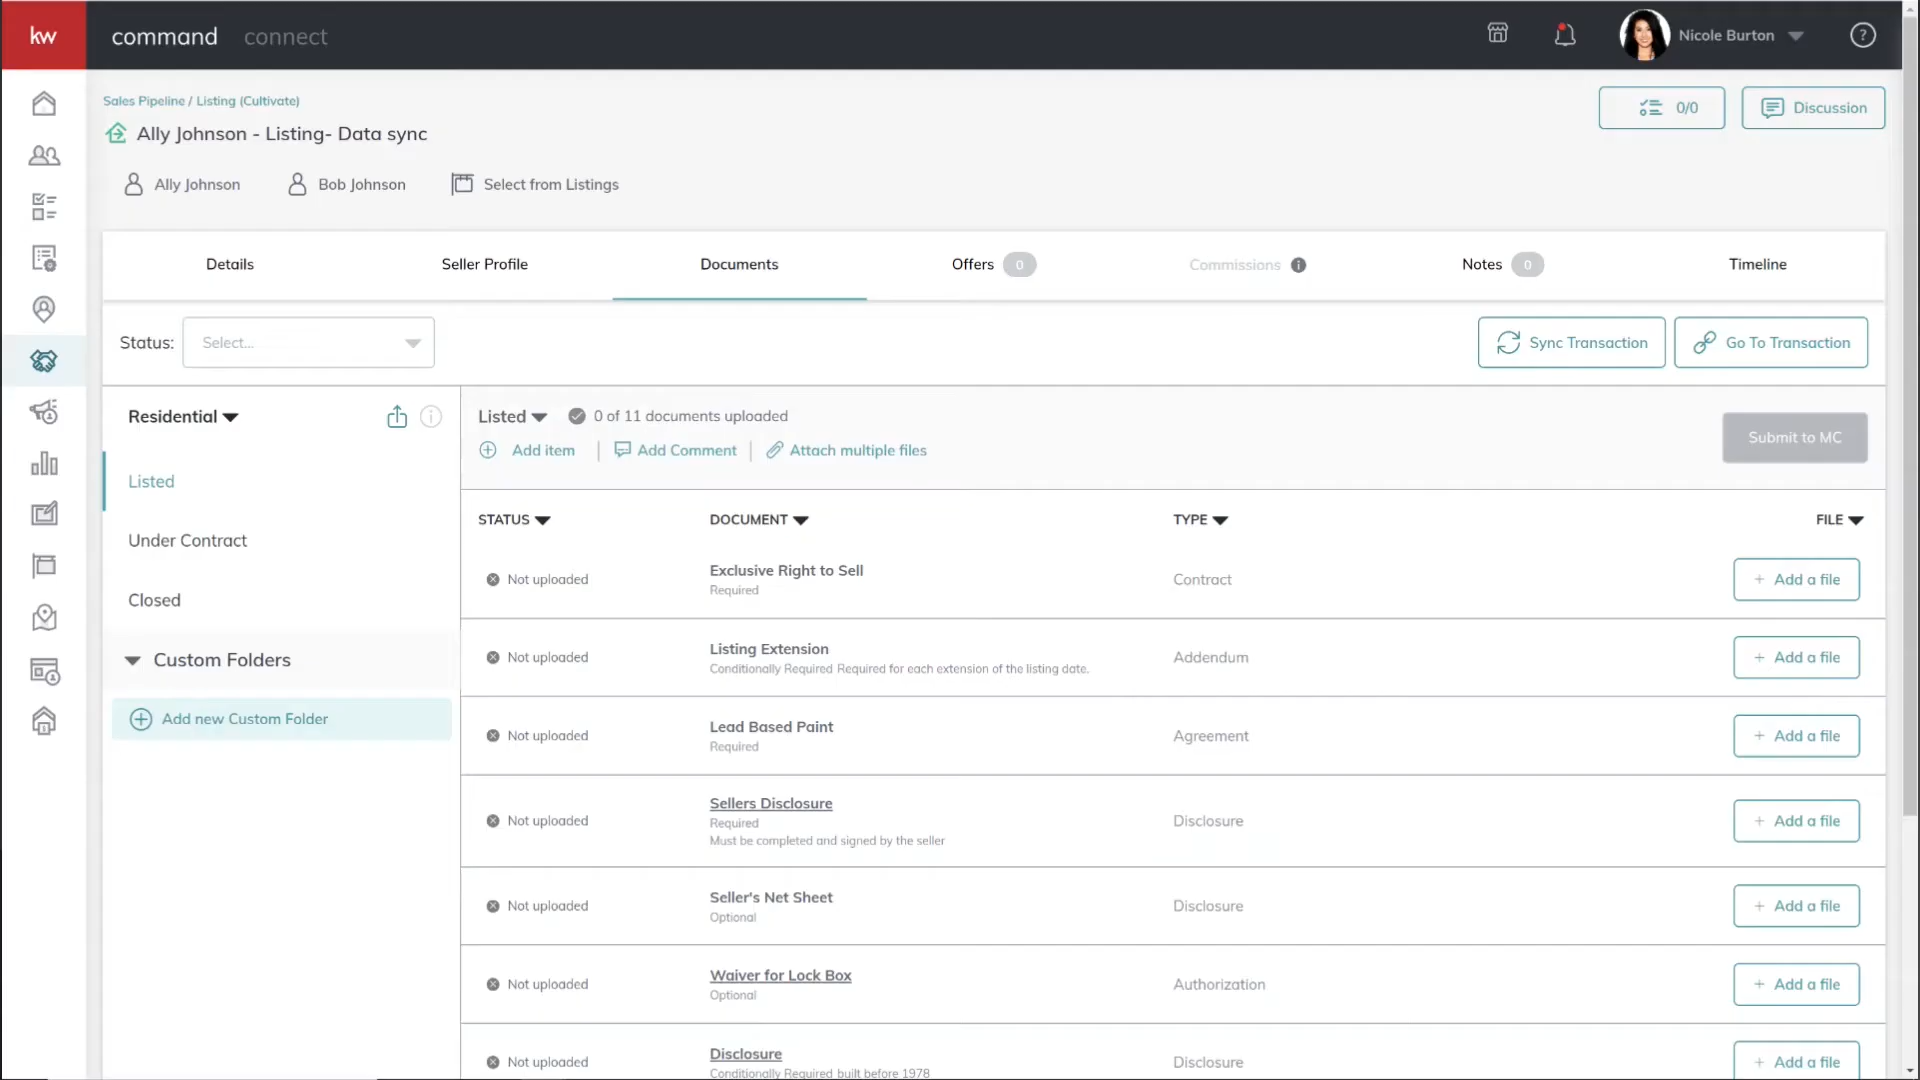 kw command connect Nicole Burton ?
Sales Pipeline / Listing (Cultivate)
0/0 Discussion
Ally Johnson - Listing- Data sync
Ally Johnson Bob Johnson Select from Listings
Details Seller Profile Documents Offers 0 Commissions i Notes 0 Timeline
Status: Select... Sync Transaction Go To Transaction
Residential
Listed
Under Contract
Closed
Custom Folders
Add new Custom Folder
Listed 0 of 11 documents uploaded
Add item | Add Comment | Attach multiple files
Submit to MC
STATUS DOCUMENT TYPE FILE
Not uploaded Exclusive Right to Sell Contract + Add a file
Required
Not uploaded Listing Extension Addendum + Add a file
Conditionally Required Required for each extension of the listing date.
Not uploaded Lead Based Paint Agreement + Add a file
Required
Not uploaded Sellers Disclosure Disclosure + Add a file
Required
Must be completed and signed by the seller
Not uploaded Seller's Net Sheet Disclosure + Add a file
Optional
Not uploaded Waiver for Lock Box Authorization + Add a file
Optional
Not uploaded Disclosure Disclosure + Add a file
Conditionally Required built before 1978